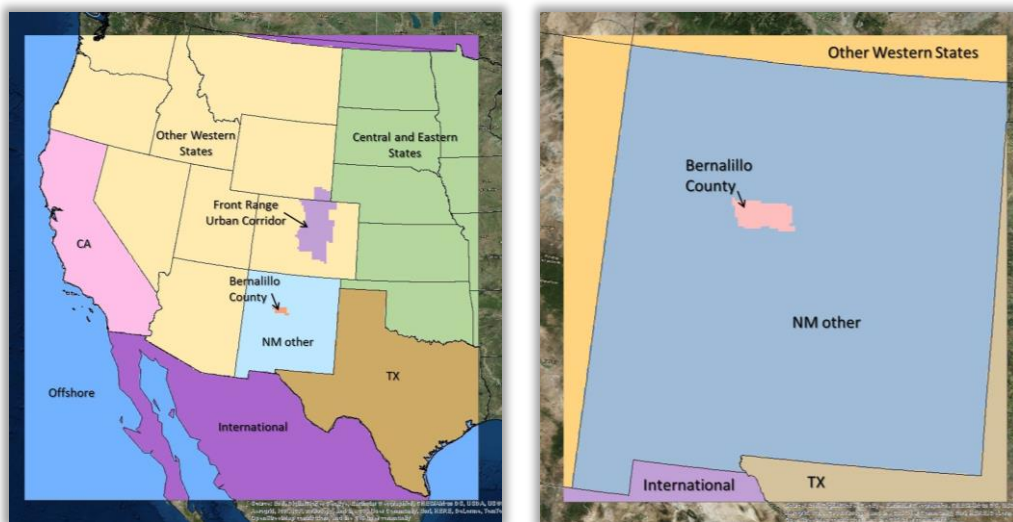 Other Western
States
Central and Eastern
States
Front Range
Urban Corridor
CA
Bernalillo
County
NM other
TX
Offshore
International
Other Western States
Bernalillo
County
NM other
International
TX